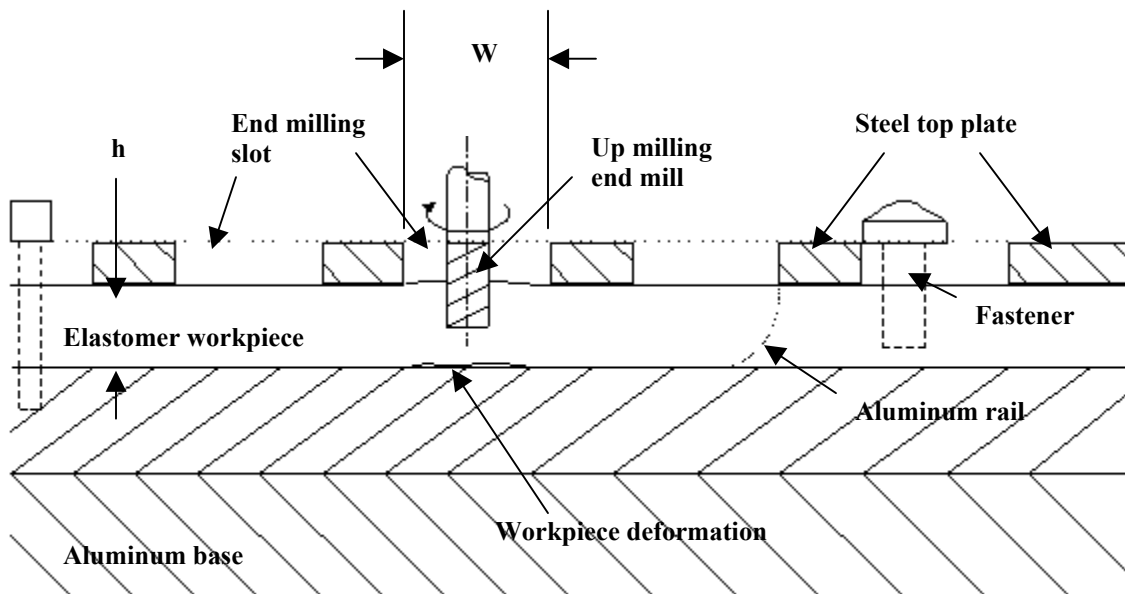 W
End milling
slot
h
Up milling
end mill
Steel top plate
Elastomer workpiece
Fastener
Aluminum rail
Workpiece deformation
Aluminum base